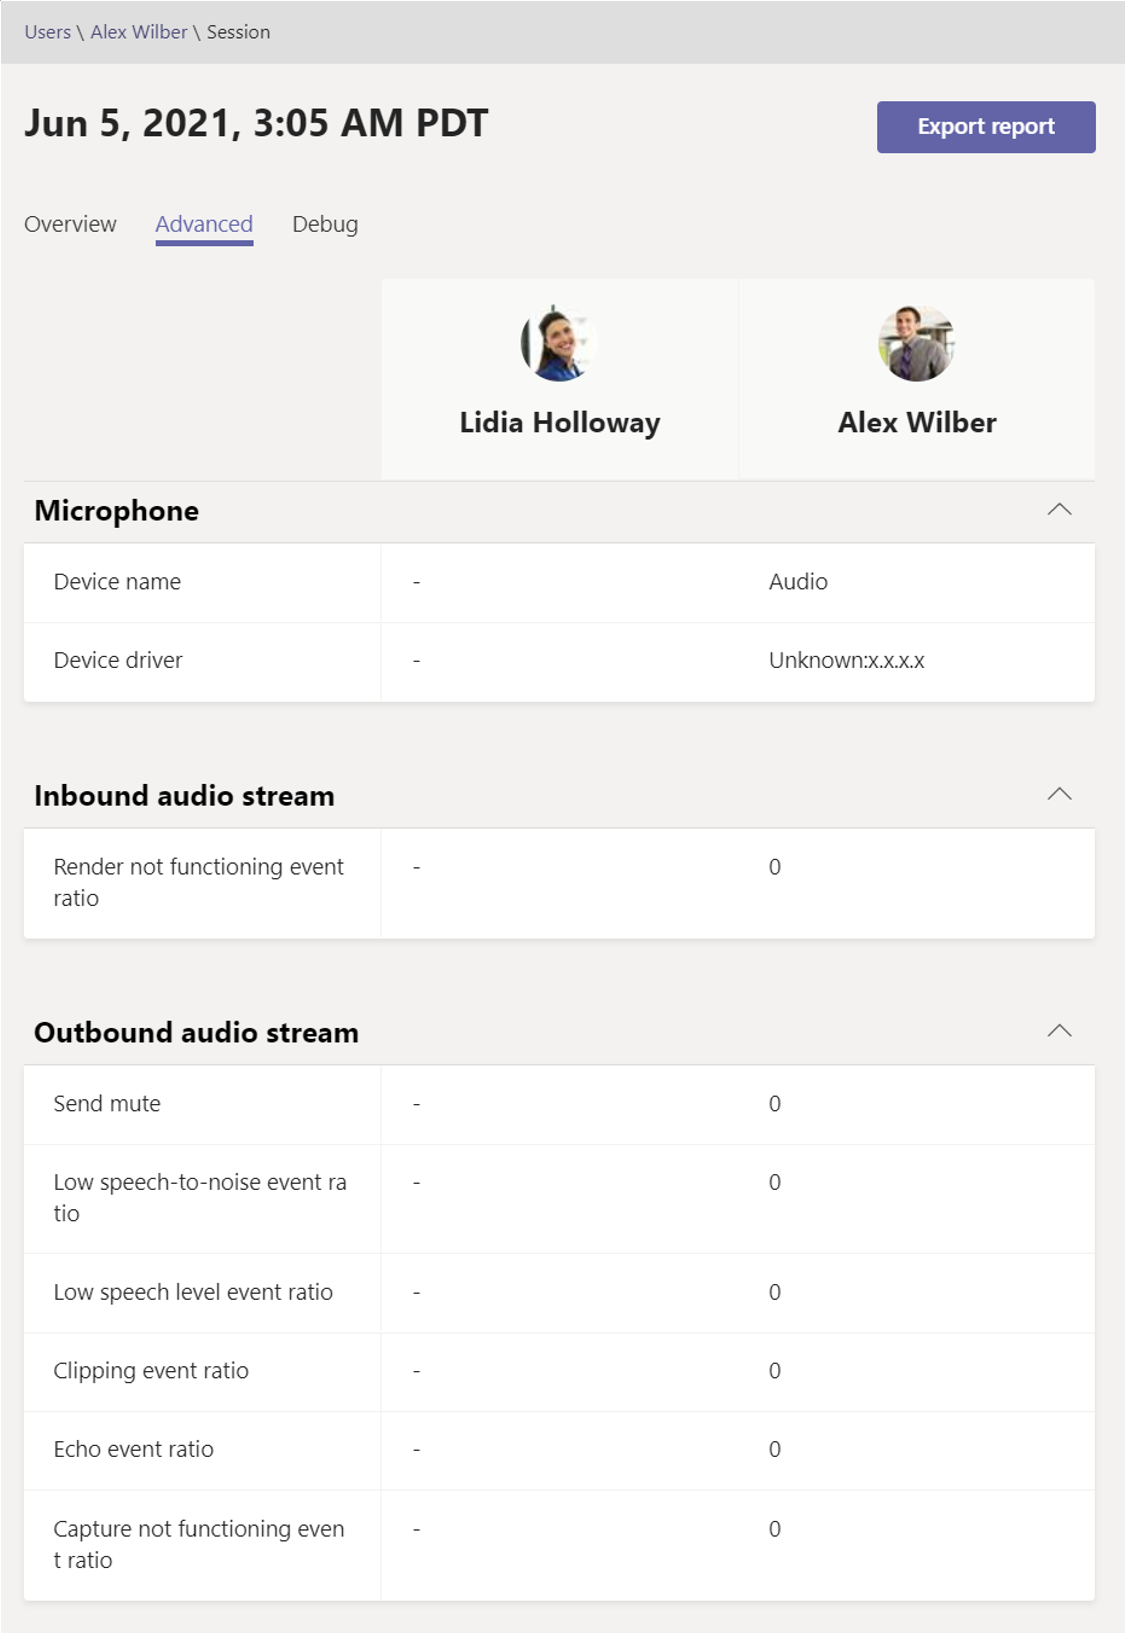 Users \ Alex Wilber \ Session
Jun 5, 2021, 3:05 AM PDT
Export report
Overview Advanced Debug
Lidia Holloway Alex Wilber
Microphone
Device name - Audio
Device driver - Unknown:x.x.x.x
Inbound audio stream
Render not functioning event - 0
ratio
Outbound audio stream
Send mute - 0
Low speech-to-noise event ra - 0
tio
Low speech level event ratio - 0
Clipping event ratio - 0
Echo event ratio - 0
Capture not functioning even - 0
t ratio